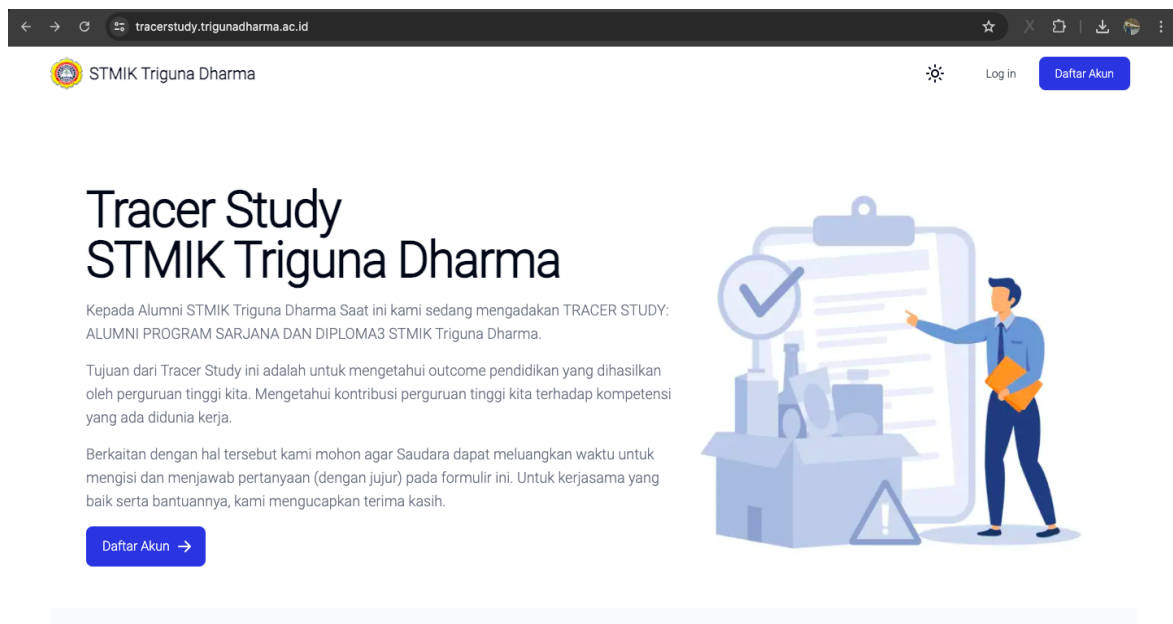 tracerstudy.trigunadharma.ac.id
STMIK Triguna Dharma
Log in
Daftar Akun
Tracer Study
STMIK Triguna Dharma
Kepada Alumni STMIK Triguna Dharma Saat ini kami sedang mengadakan TRACER STUDY:
ALUMNI PROGRAM SARJANA DAN DIPLOMA3 STMIK Triguna Dharma.
Tujuan dari Tracer Study ini adalah untuk mengetahui outcome pendidikan yang dihasilkan
oleh perguruan tinggi kita. Mengetahui kontribusi perguruan tinggi kita terhadap kompetensi
yang ada didunia kerja.
Berkaitan dengan hal tersebut kami mohon agar Saudara dapat meluangkan waktu untuk
mengisi dan menjawab pertanyaan (dengan jujur) pada formulir ini. Untuk kerjasama yang
baik serta bantuannya, kami mengucapkan terima kasih.
Daftar Akun →